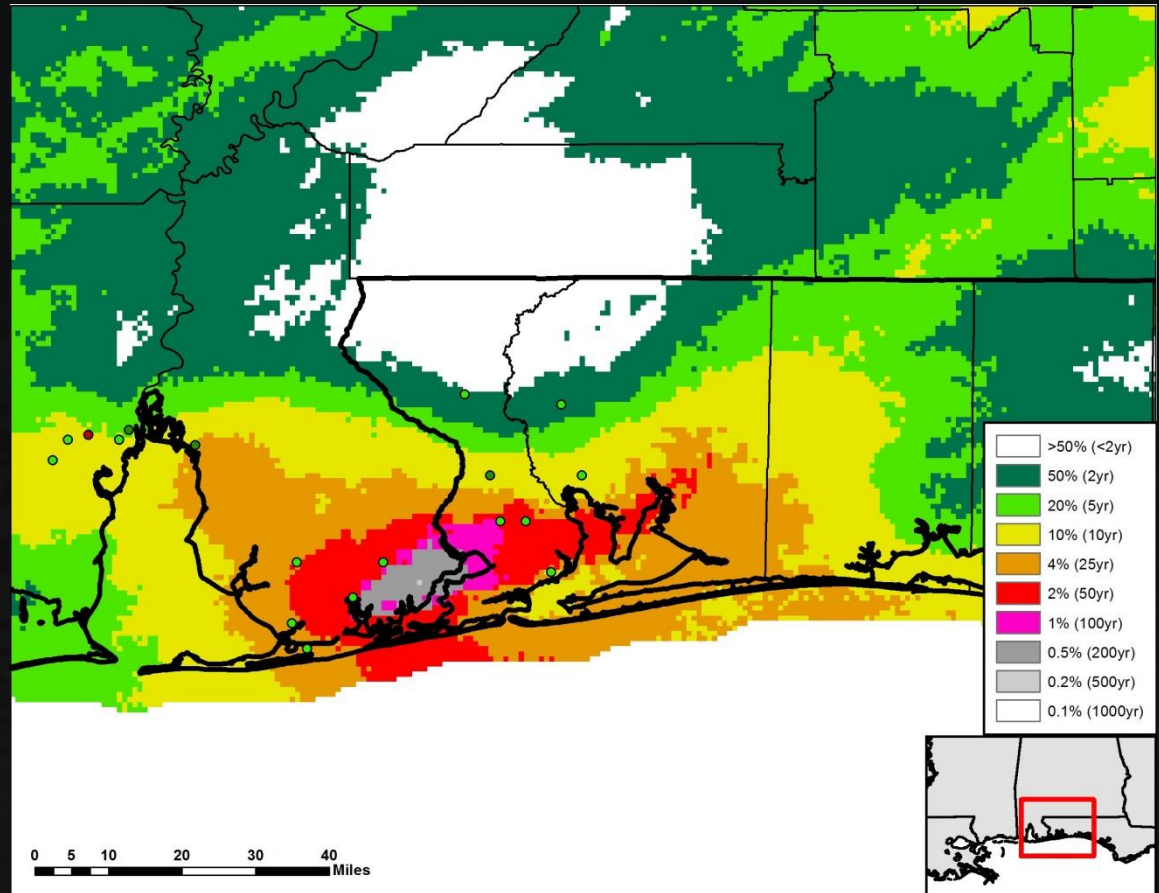 >50% (<2yr)
50% (2yr)
20% (5yr)
10% (10yr)
4% (25yr)
2% (50yr)
1% (100yr)
0.5% (200yr)
0.2% (500yr)
0.1% (1000yr)
0 5 10 20 30 40
Miles